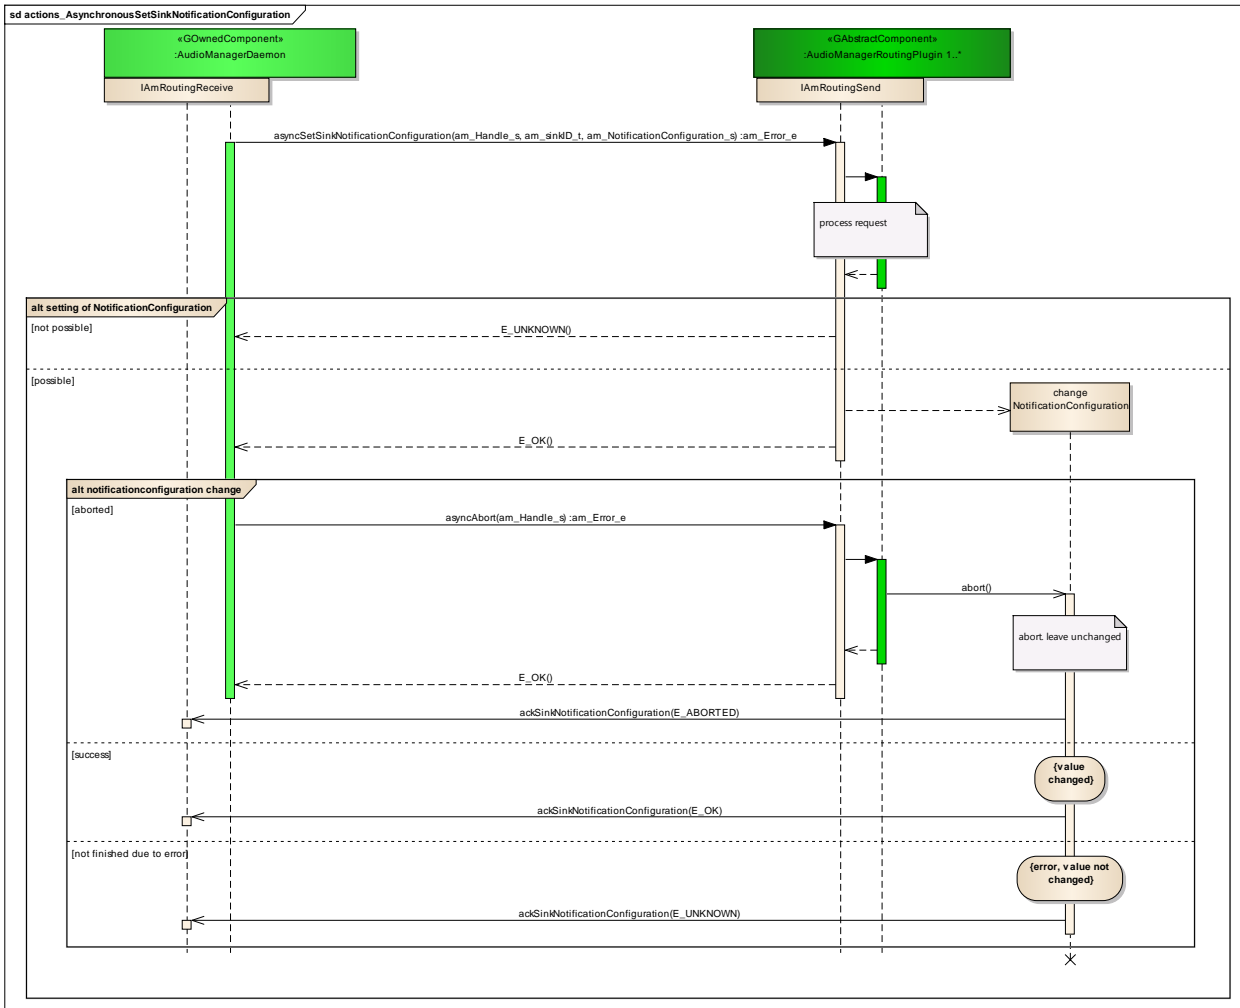 sd actions_AsynchronousSetSinkNotificationConfiguration
«GOwnedComponent»
:AudioManagerDaemon
«GAbstractComponent»
:AudioManagerRoutingPlugin 1..*
IAmRoutingReceive
IAmRoutingSend
asyncSetSinkNotificationConfiguration(am_Handle_s, am_sinkID_t, am_NotificationConfiguration_s) :am_Error_e
process request
alt setting of NotificationConfiguration
[not possible]
E_UNKNOWN()
[possible]
change
NotificationConfiguration
E_OK()
alt notificationconfiguration change
[aborted]
asyncAbort(am_Handle_s) :am_Error_e
abort()
abort. leave unchanged
E_OK()
ackSinkNotificationConfiguration(E_ABORTED)
[success]
{value
changed}
ackSinkNotificationConfiguration(E_OK)
[not finished due to error]
{error, value not
changed}
ackSinkNotificationConfiguration(E_UNKNOWN)